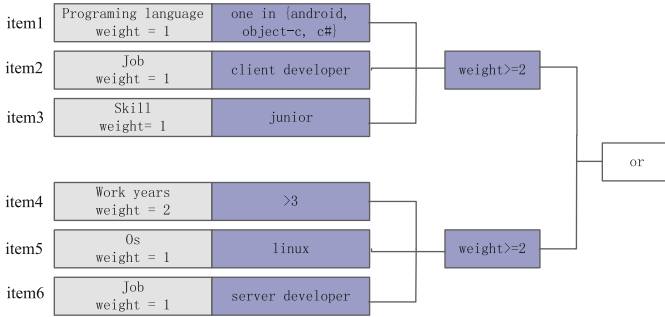 item1
Programing language
weight = 1
one in {android,
object-c, c#}
item2
Job
weight = 1
client developer
weight>=2
item3
Skill
weight= 1
junior
or
item4
Work years
weight = 2
>3
item5
Os
weight = 1
linux
weight>=2
item6
Job
weight = 1
server developer